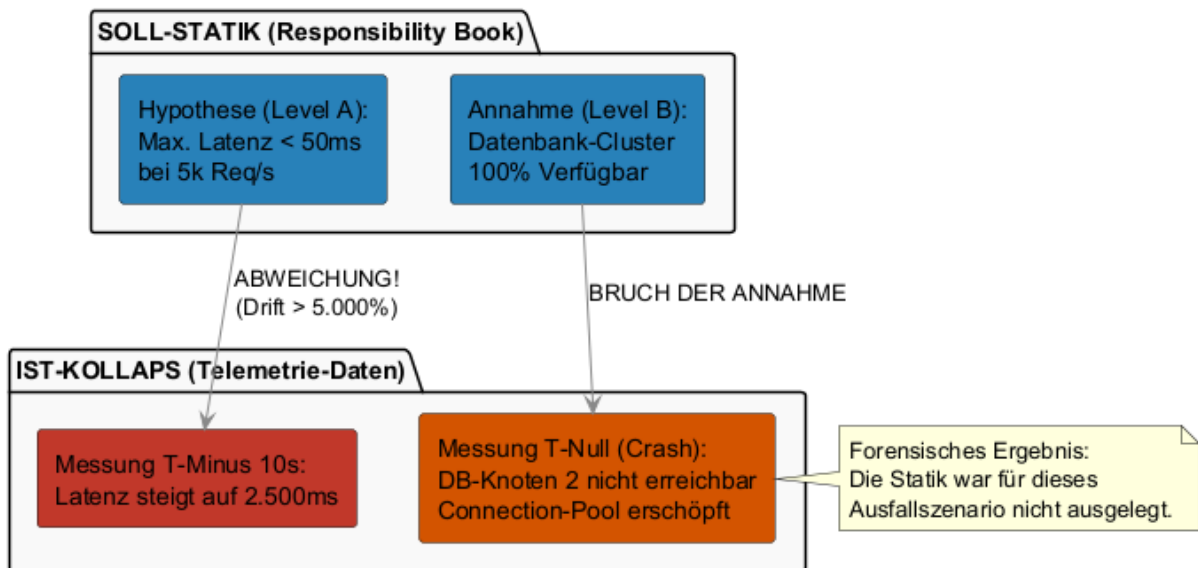 SOLL-STATIK (Responsibility Book)
Hypothese (Level A):
Max. Latenz < 50ms
bei 5k Req/s
Annahme (Level B):
Datenbank-Cluster
100% Verfügbar
ABWEICHUNG!
(Drift > 5.000%)
BRUCH DER ANNAHME
IST-KOLLAPS (Telemetrie-Daten)
Messung T-Minus 10s:
Latenz steigt auf 2.500ms
Messung T-Null (Crash):
DB-Knoten 2 nicht erreichbar
Connection-Pool erschöpft
Forensisches Ergebnis:
Die Statik war für dieses
Ausfallszenario nicht ausgelegt.